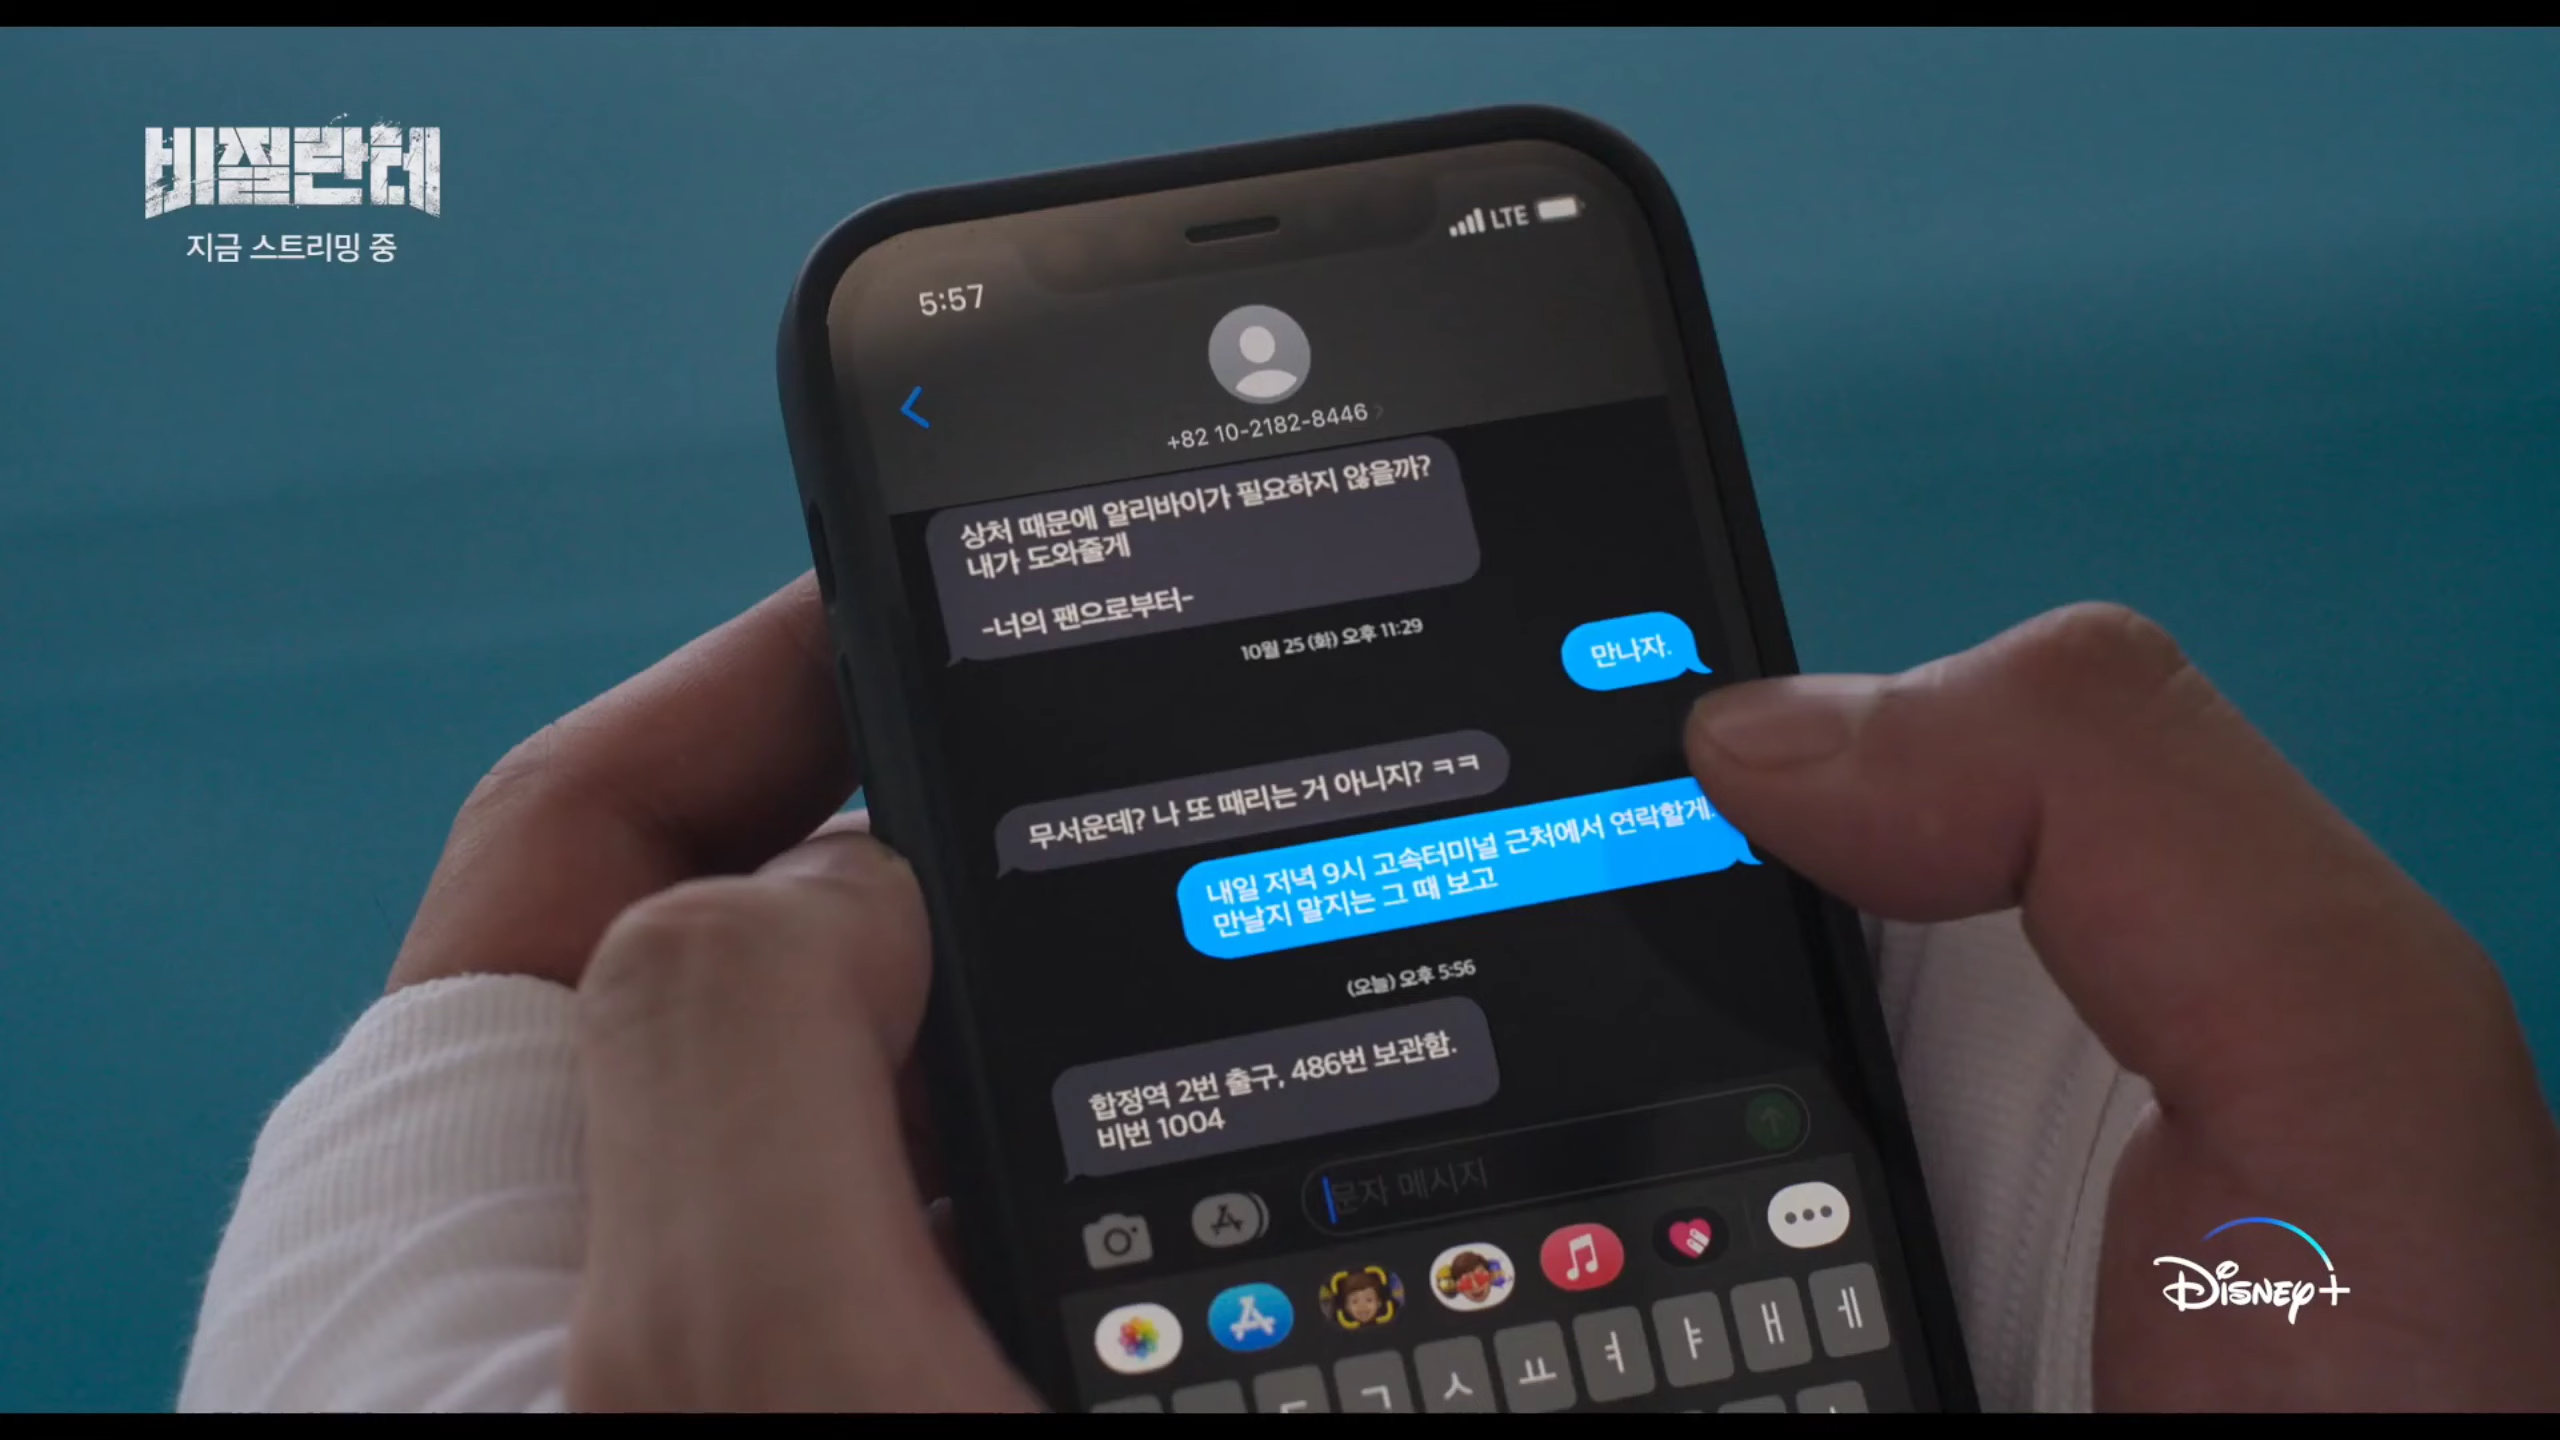 비질란테
지금 스트리밍 중
LTE
5:57
+82 10-2182-8446
상처 때문에 알리바이가 필요하지 않을까?
내가 도와줄게
-너의 팬으로부터-
10월 25 (화) 오후 11:29
만나자.
무서운데? 나 또 때리는 거 아니지? ㅋㅋ
내일 저녁 9시 고속터미널 근처에서 연락할게.
만날지 말지는 그 때 보고
(오늘) 오후 5:56
합정역 2번 출구, 486번 보관함.
비번 1004
문자 메시지
ㄷ ㄱ ㅅ ㅛ ㅕ ㅑ ㅐ ㅔ
Disney+